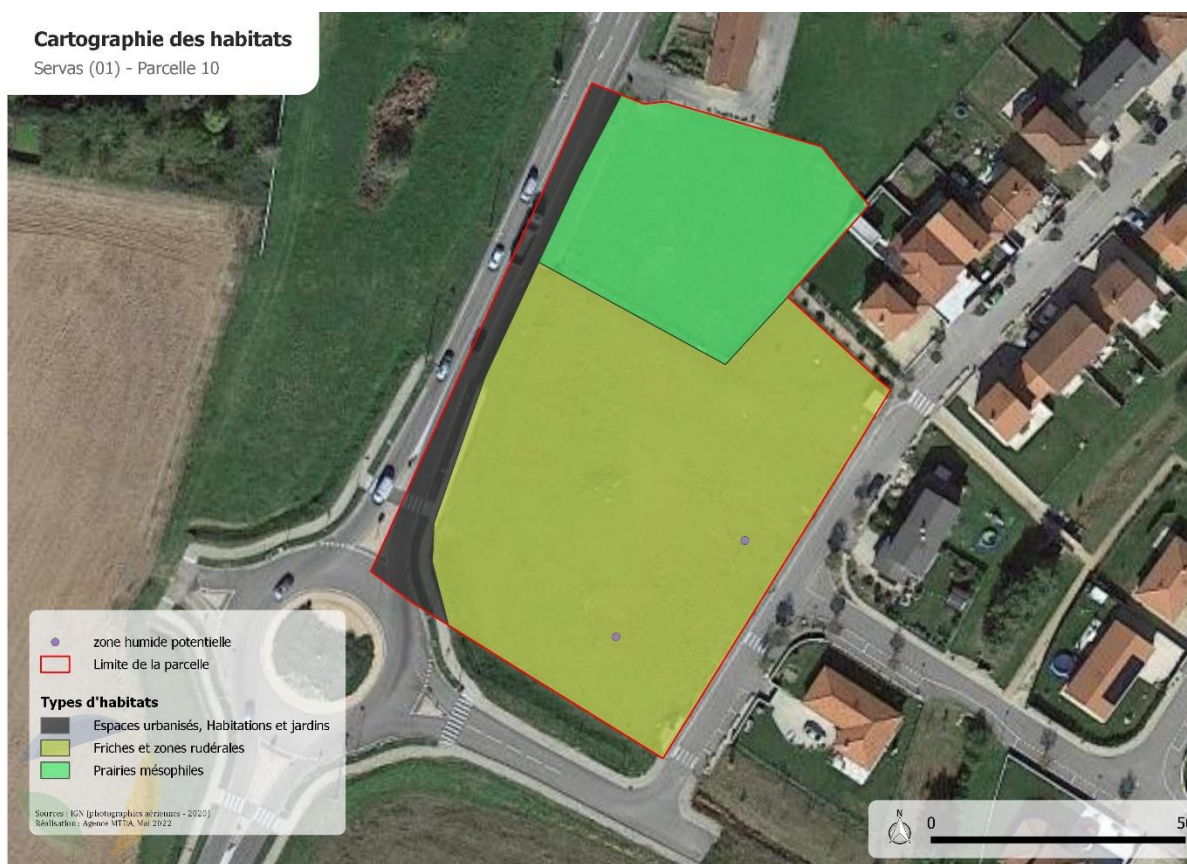 Cartographie des habitats
Servas (01) - Parcelle 10
zone humide potentielle
Limite de la parcelle
Types d'habitats
Espaces urbanisés, Habitations et jardins
Friches et zones rudérales
Prairies mésophiles
Sources : IGN (photographies aériennes - 2020)
Réalisation : Agence MTDA, Mai 2022
N
0